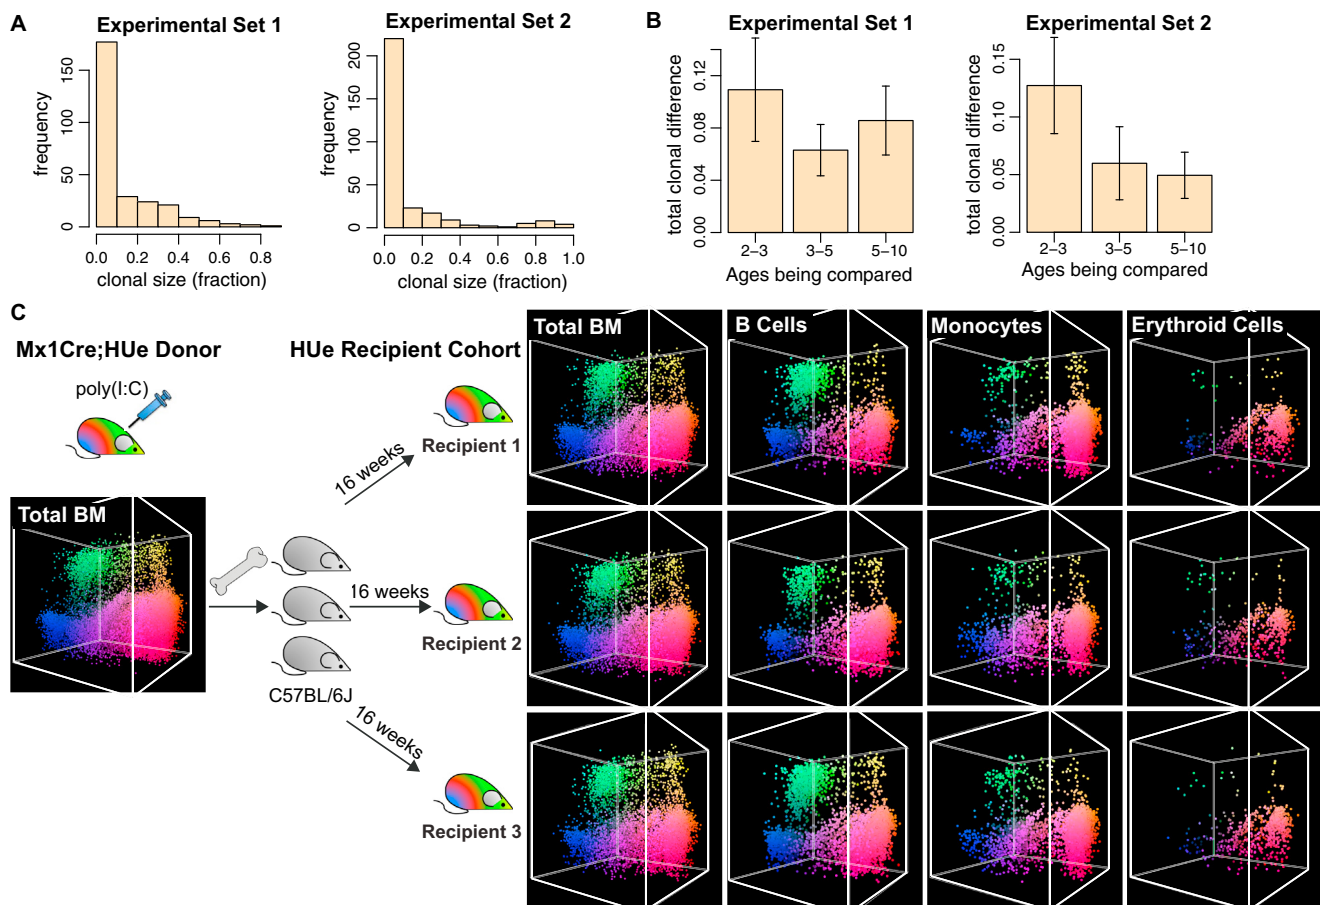 A
Experimental Set 1
frequency
0
50
100
150
0.0
0.2
0.4
0.6
0.8
clonal size (fraction)
Experimental Set 2
frequency
0
50
100
150
200
0.0
0.2
0.4
0.6
0.8
1.0
clonal size (fraction)
B
Experimental Set 1
total clonal difference
0.00
0.04
0.08
0.12
2–3
3–5
5–10
Ages being compared
Experimental Set 2
total clonal difference
0.00
0.05
0.10
0.15
2–3
3–5
5–10
Ages being compared
C
Mx1Cre;HUe Donor
poly(I:C)
Total BM
C57BL/6J
HUe Recipient Cohort
16 weeks
Recipient 1
16 weeks
Recipient 2
16 weeks
Recipient 3
Total BM
B Cells
Monocytes
Erythroid Cells